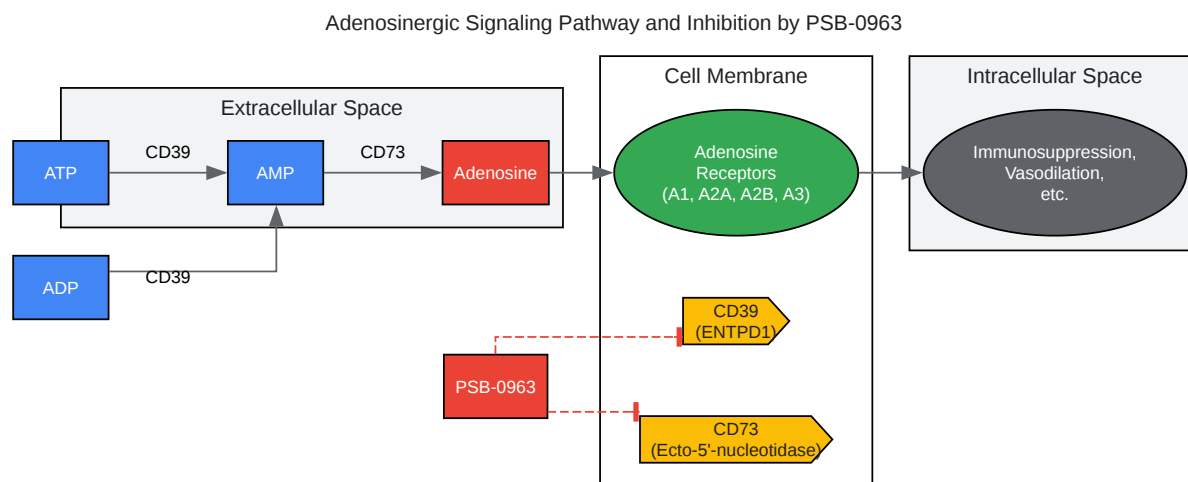 Adenosinergic Signaling Pathway and Inhibition by PSB-0963
Extracellular Space
ATP
CD39
AMP
CD73
Adenosine
ADP
CD39
Cell Membrane
Adenosine
Receptors
(A1, A2A, A2B, A3)
Intracellular Space
Immunosuppression,
Vasodilation,
etc.
PSB-0963
CD39
(ENTPD1)
CD73
(Ecto-5'-nucleotidase)